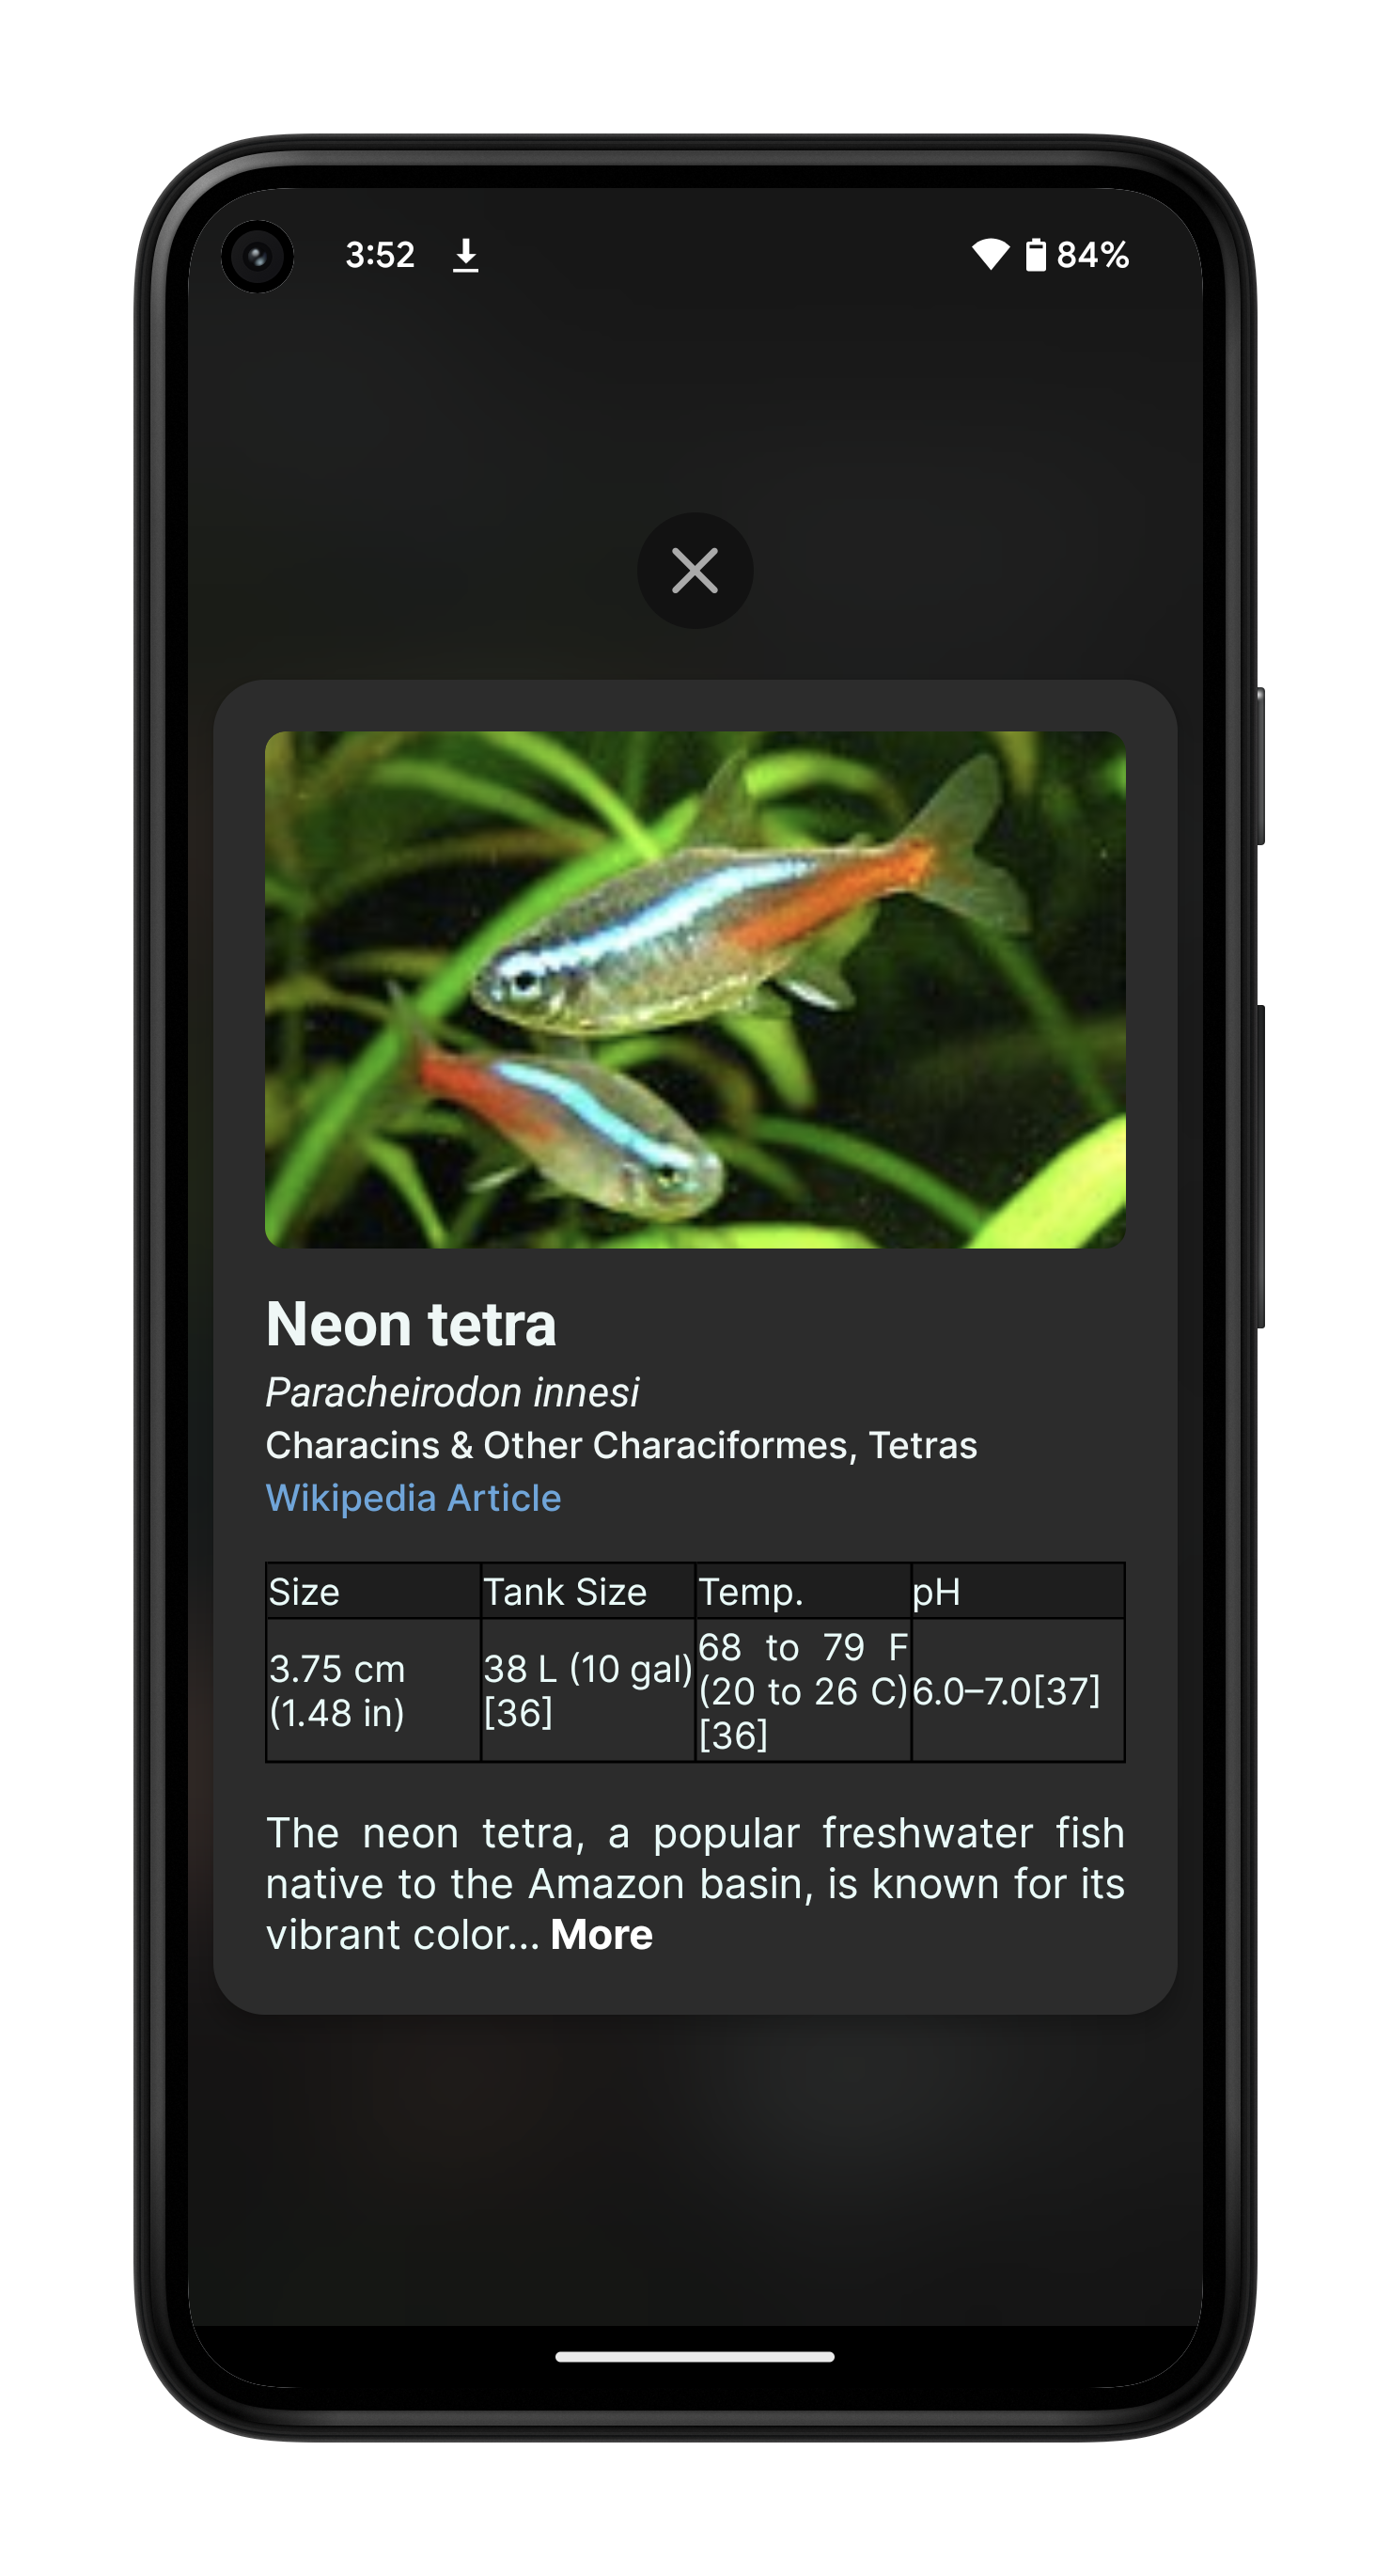 3:52 84%
Neon tetra
Paracheirodon innesi
Characins & Other Characiformes, Tetras
Wikipedia Article
Size Tank Size Temp. pH
3.75 cm (1.48 in) 38 L (10 gal)[36] 68 to 79 F (20 to 26 C)[36] 6.0–7.0[37]
The neon tetra, a popular freshwater fish
native to the Amazon basin, is known for its
vibrant color... More